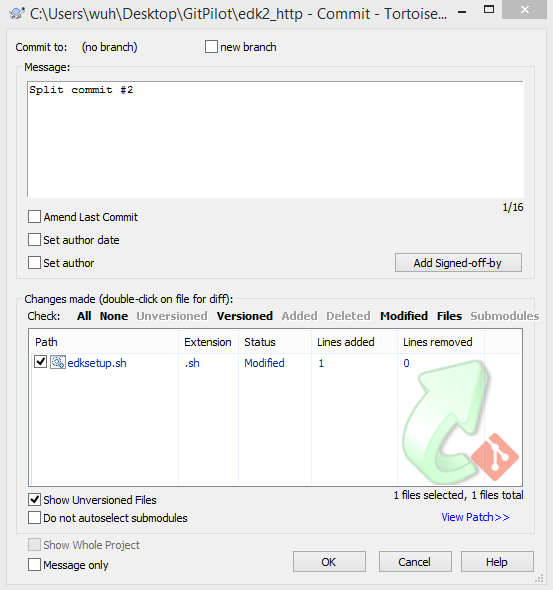 C:\Users\wuh\Desktop\GitPilot\edk2_http - Commit - Tortoise...
Commit to: (no branch) new branch
Message:
Split commit #2
1/16
Amend Last Commit
Set author date
Set author Add Signed-off-by
Changes made (double-click on file for diff):
Check: All None Unversioned Versioned Added Deleted Modified Files Submodules
Path Extension Status Lines added Lines removed
edksetup.sh .sh Modified 1 0
Show Unversioned Files 1 files selected, 1 files total
Do not autoselect submodules View Patch>>
Show Whole Project
Message only OK Cancel Help